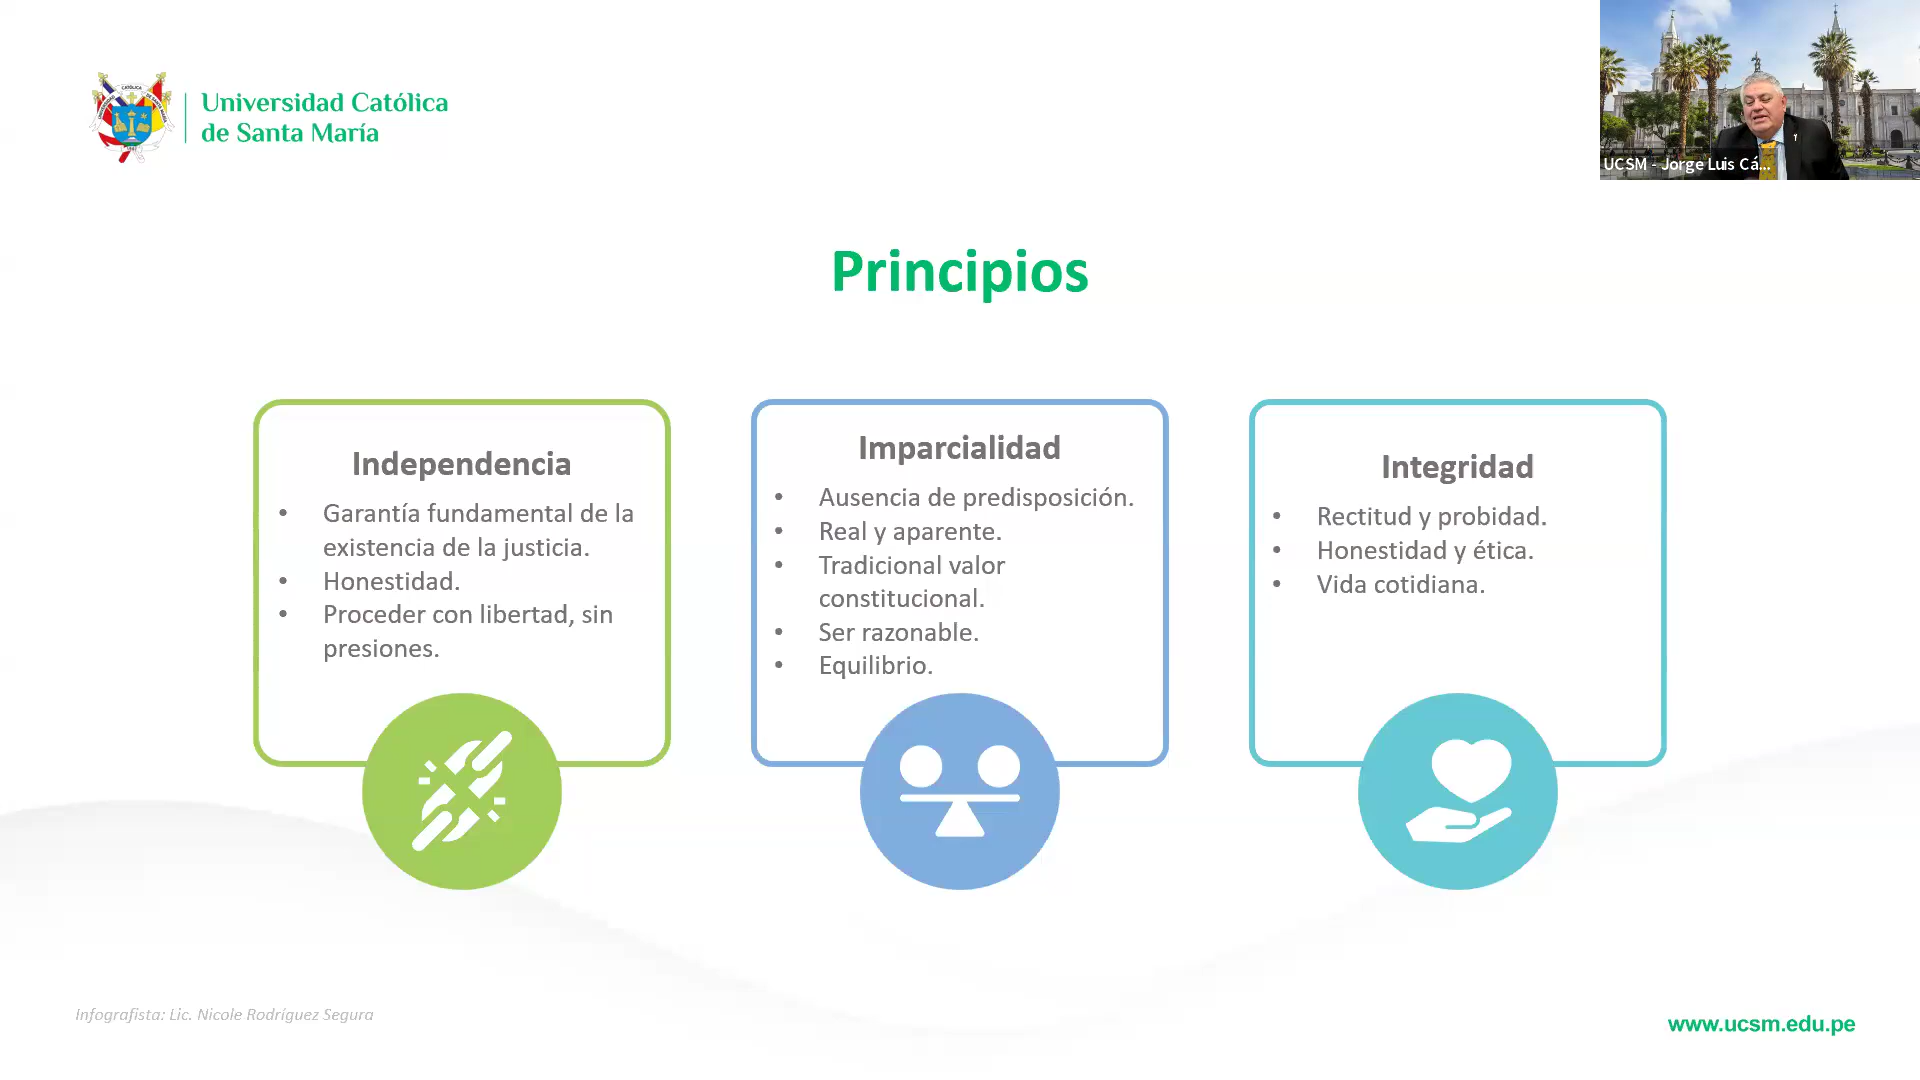 Universidad Católica
de Santa María
UCSM - Jorge Luis Cá...
Principios
Independencia
• Garantía fundamental de la
existencia de la justicia.
• Honestidad.
• Proceder con libertad, sin
presiones.
Imparcialidad
• Ausencia de predisposición.
• Real y aparente.
• Tradicional valor
constitucional.
• Ser razonable.
• Equilibrio.
Integridad
• Rectitud y probidad.
• Honestidad y ética.
• Vida cotidiana.
Infografista: Lic. Nicole Rodríguez Segura
www.ucsm.edu.pe